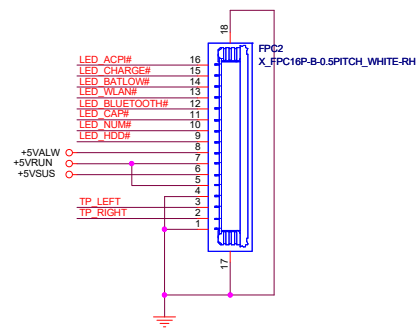 18
FPC2
X_FPC16P-B-0.5PITCH_WHITE-RH
LED_ACPI# 16
LED_CHARGE# 15
LED_BATLOW# 14
LED_WLAN# 13
LED_BLUETOOTH# 12
LED_CAP# 11
LED_NUM# 10
LED_HDD# 9
+5VALW 8
+5VRUN 7
+5VSUS 6
5
4
TP_LEFT 3
TP_RIGHT 2
1
17